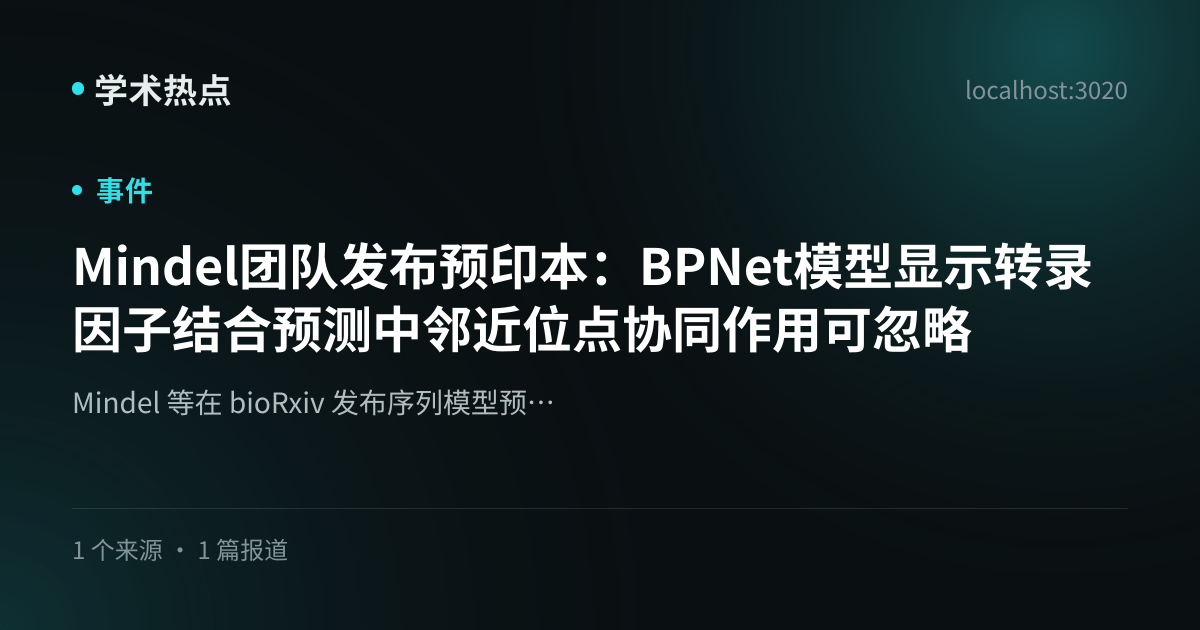 学术热点
localhost:3020
事件
Mindel团队发布预印本：BPNet模型显示转录
因子结合预测中邻近位点协同作用可忽略
Mindel 等在 bioRxiv 发布序列模型预…
1 个来源 · 1 篇报道